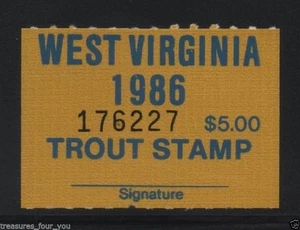 WEST VIRGINIA
1986
176227 $5.00
TROUT STAMP
Signature
treasures_four_you